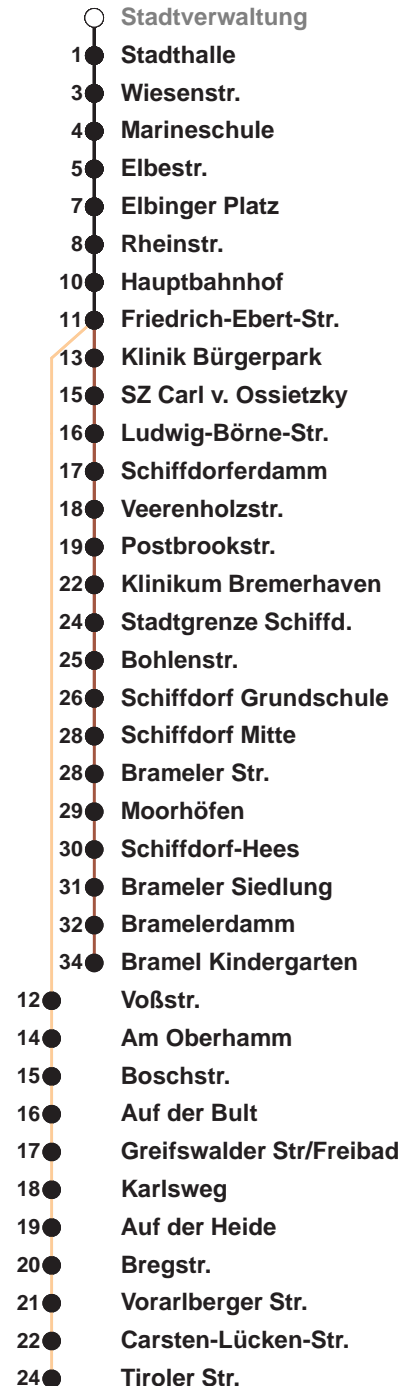 Stadtverwaltung
1 Stadthalle
3 Wiesenstr.
4 Marineschule
5 Elbestr.
7 Elbinger Platz
8 Rheinstr.
10 Hauptbahnhof
11 Friedrich-Ebert-Str.
13 Klinik Bürgerpark
15 SZ Carl v. Ossietzky
16 Ludwig-Börne-Str.
17 Schiffdorferdamm
18 Veerenholzstr.
19 Postbrookstr.
22 Klinikum Bremerhaven
24 Stadtgrenze Schiffd.
25 Bohlenstr.
26 Schiffdorf Grundschule
28 Schiffdorf Mitte
28 Brameler Str.
29 Moorhöfen
30 Schiffdorf-Hees
31 Brameler Siedlung
32 Bramelerdamm
34 Bramel Kindergarten
12 Voßstr.
14 Am Oberhamm
15 Boschstr.
16 Auf der Bult
17 Greifswalder Str/Freibad
18 Karlsweg
19 Auf der Heide
20 Bregstr.
21 Vorarlberger Str.
22 Carsten-Lücken-Str.
24 Tiroler Str.